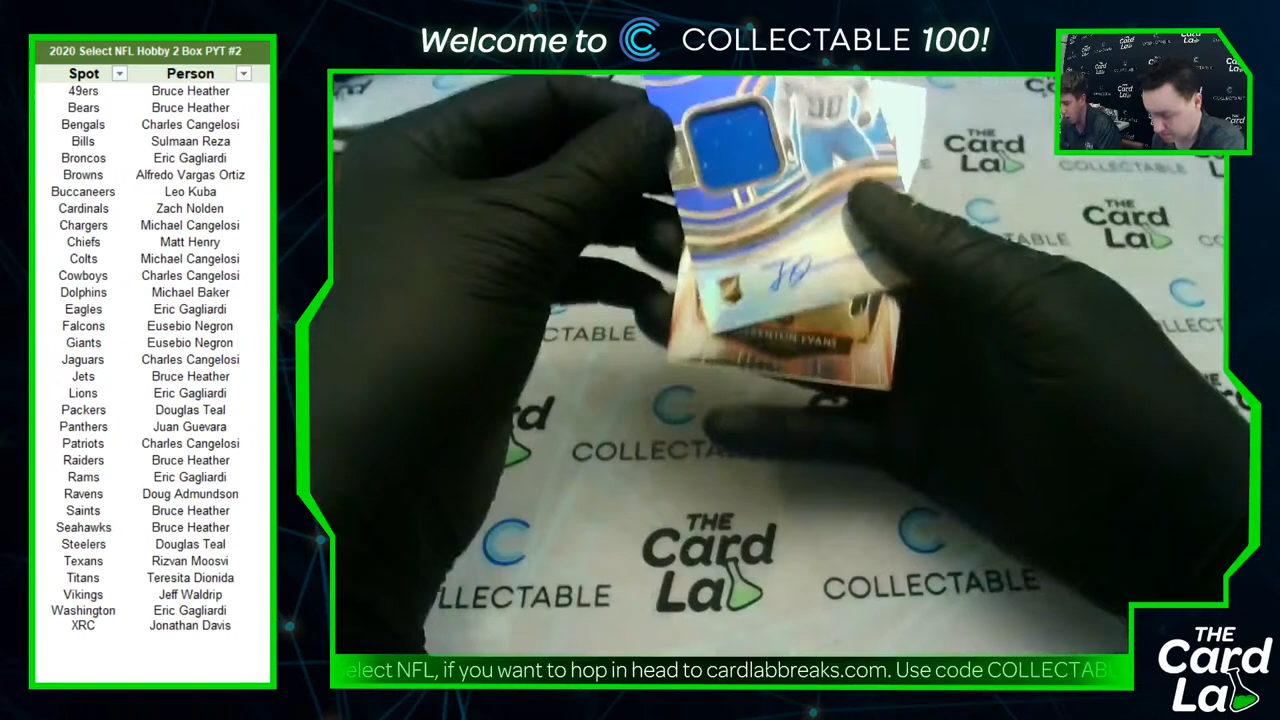 Welcome to COLLECTABLE 100!
2020 Select NFL Hobby 2 Box PYT #2
Spot Person
49ers Bruce Heather
Bears Bruce Heather
Bengals Charles Cangelosi
Bills Sulmaan Reza
Broncos Eric Gagliardi
Browns Alfredo Vargas Ortiz
Buccaneers Leo Kuba
Cardinals Zach Nolden
Chargers Michael Cangelosi
Chiefs Matt Henry
Colts Michael Cangelosi
Cowboys Charles Cangelosi
Dolphins Michael Baker
Eagles Eric Gagliardi
Falcons Eusebio Negron
Giants Eusebio Negron
Jaguars Charles Cangelosi
Jets Bruce Heather
Lions Eric Gagliardi
Packers Douglas Teal
Panthers Juan Guevara
Patriots Charles Cangelosi
Raiders Bruce Heather
Rams Eric Gagliardi
Ravens Doug Admundson
Saints Bruce Heather
Seahawks Bruce Heather
Steelers Douglas Teal
Texans Rizvan Moosvi
Titans Teresita Dionida
Vikings Jeff Waldrip
Washington Eric Gagliardi
XRC Jonathan Davis
THE
Card
La
THE
Card
La
EVANS
COLLECTABLE
THE
Card
La
COLLECTABLE
elect NFL, if you want to hop in head to cardlabbreaks.com. Use code COLLECTAB
THE
Card
La